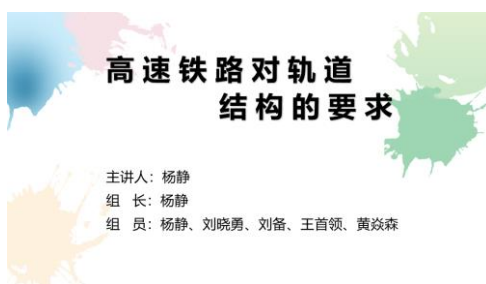 高速铁路对轨道
结构的要求
主讲人：杨静
组 长：杨静
组 员：杨静、刘晓勇、刘备、王首领、黄焱森